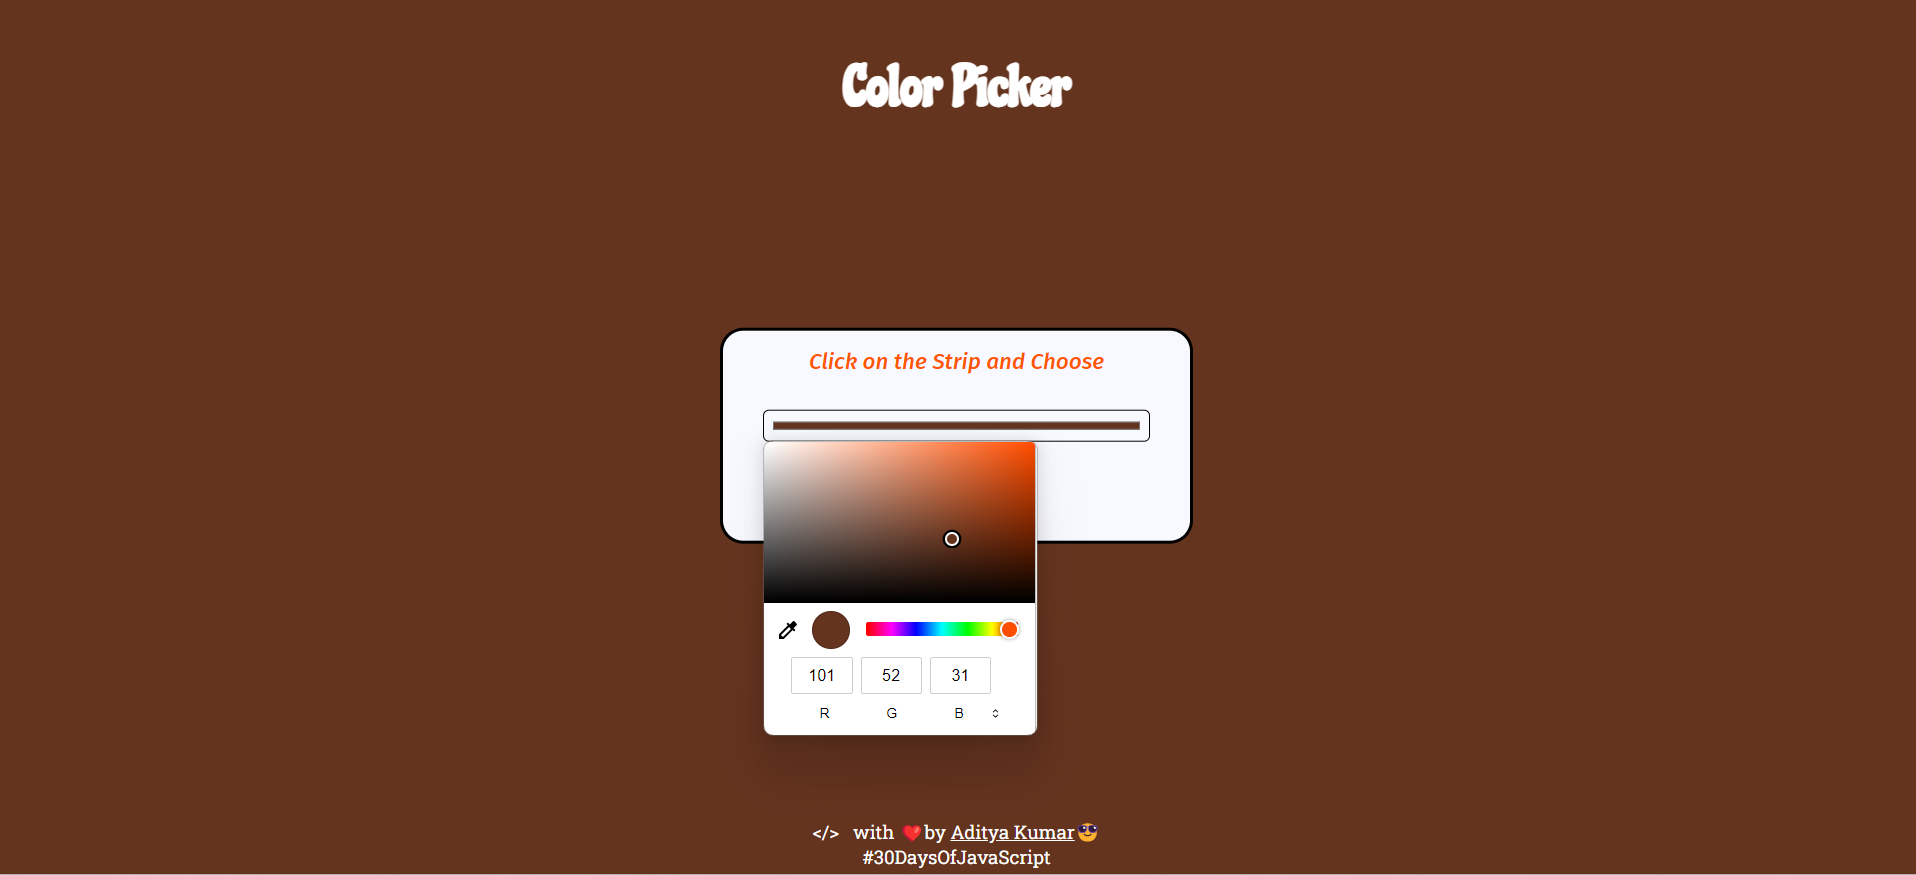 Color Picker
Click on the Strip and Choose
101 52 31
R G B
</> with ❤️by Aditya Kumar😎
#30DaysOfJavaScript